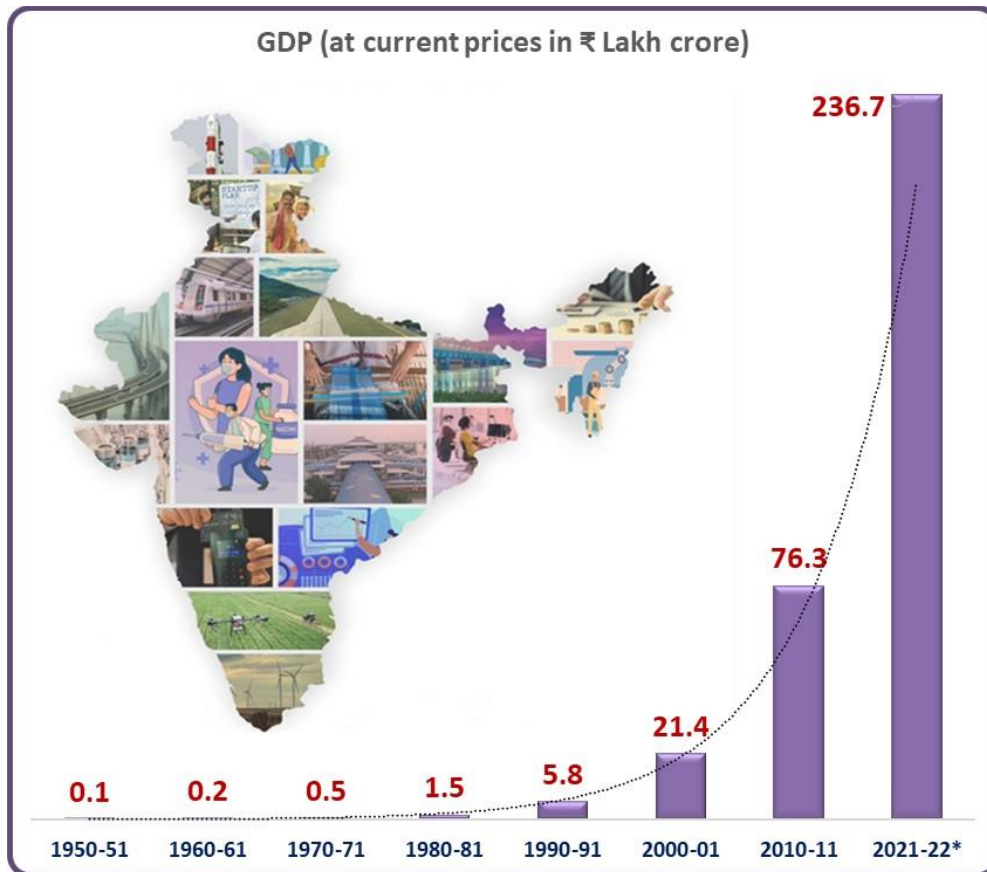 GDP (at current prices in ₹ Lakh crore)
236.7
76.3
21.4
5.8
1.5
0.5
0.2
0.1
STARTUP
PLAN
1950-51 1960-61 1970-71 1980-81 1990-91 2000-01 2010-11 2021-22*